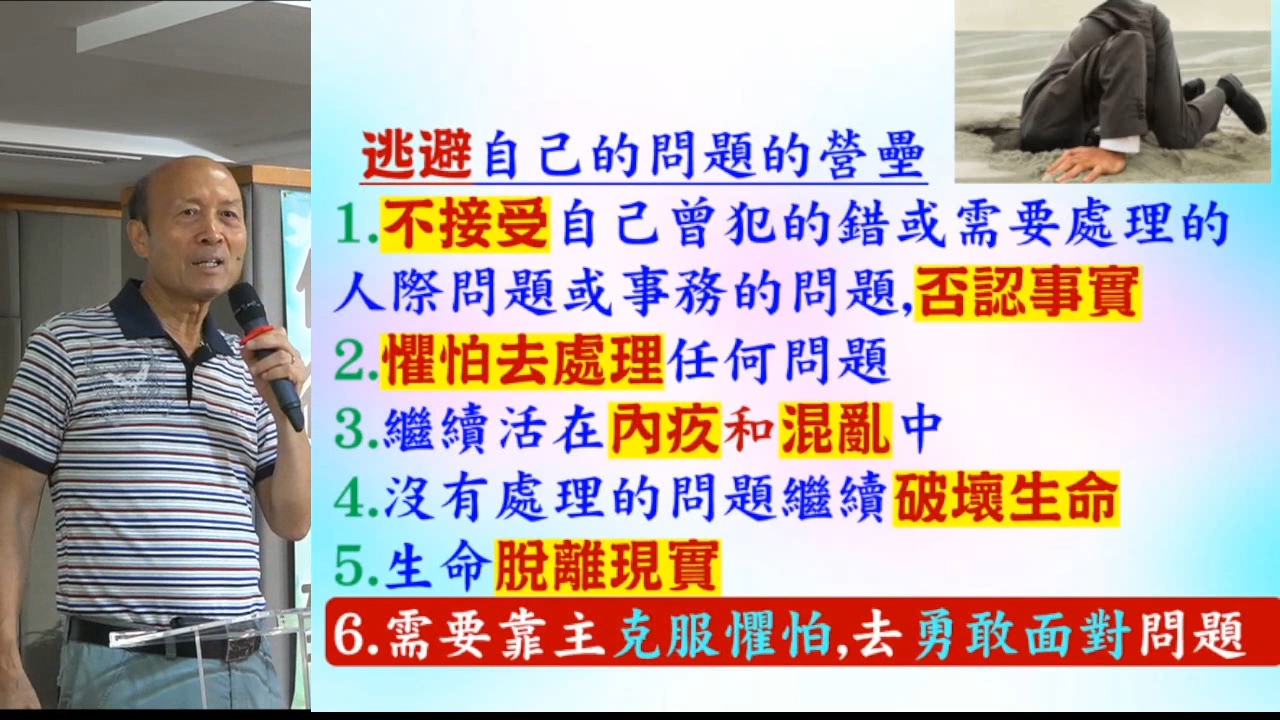 逃避自己的問題的營壘
1.不接受自己曾犯的錯或需要處理的
人際問題或事務的問題,否認事實
2.懼怕去處理任何問題
3.繼續活在內疚和混亂中
4.沒有處理的問題繼續破壞生命
5.生命脫離現實
6.需要靠主克服懼怕,去勇敢面對問題